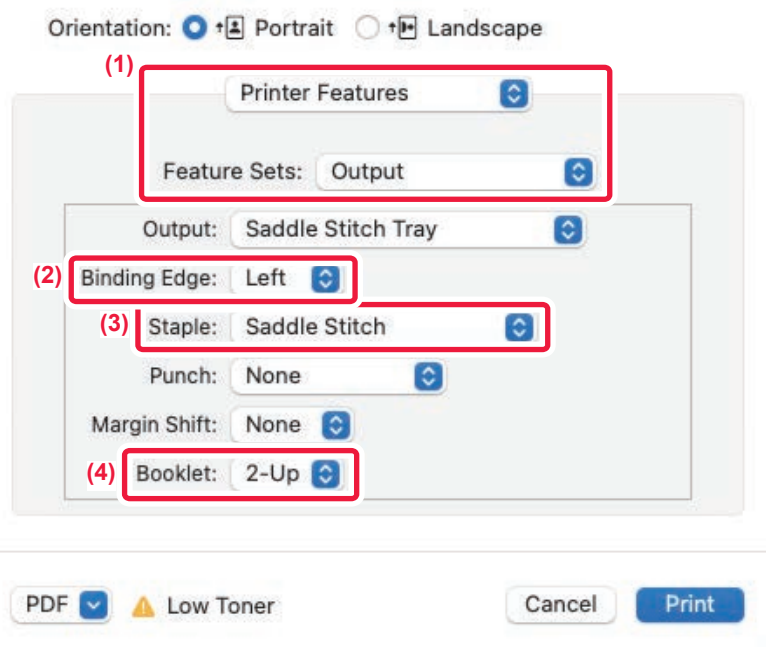 Orientation: Portrait Landscape
(1)
Printer Features
Feature Sets: Output
Output: Saddle Stitch Tray
(2) Binding Edge: Left
(3) Staple: Saddle Stitch
Punch: None
Margin Shift: None
(4) Booklet: 2-Up
PDF Low Toner Cancel Print